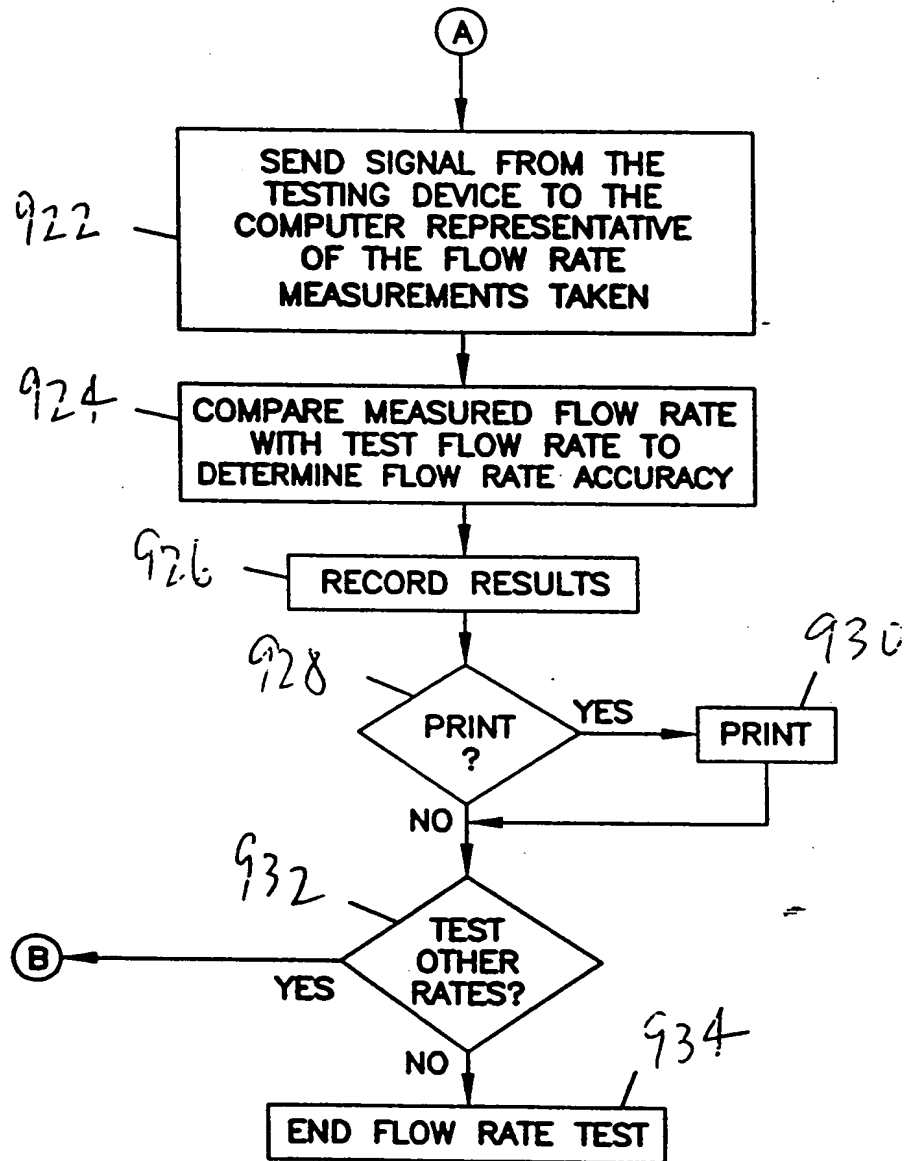 A
922
SEND SIGNAL FROM THE
TESTING DEVICE TO THE
COMPUTER REPRESENTATIVE
OF THE FLOW RATE
MEASUREMENTS TAKEN
924
COMPARE MEASURED FLOW RATE
WITH TEST FLOW RATE TO
DETERMINE FLOW RATE ACCURACY
926
RECORD RESULTS
928
PRINT
?
YES
930
PRINT
NO
932
TEST
OTHER
RATES?
YES
B
NO
934
END FLOW RATE TEST